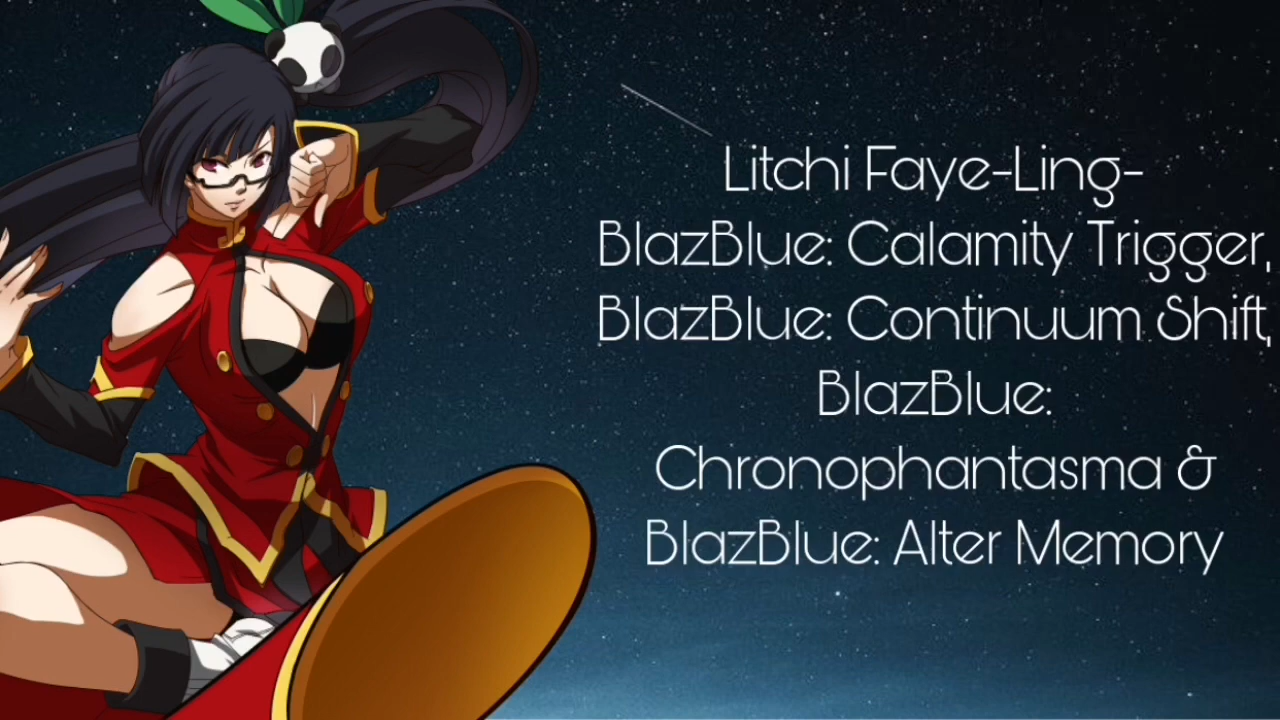 Litchi Faye-Ling-
BlazBlue: Calamity Trigger,
BlazBlue: Continuum Shift,
BlazBlue:
Chronophantasma &
BlazBlue: Alter Memory